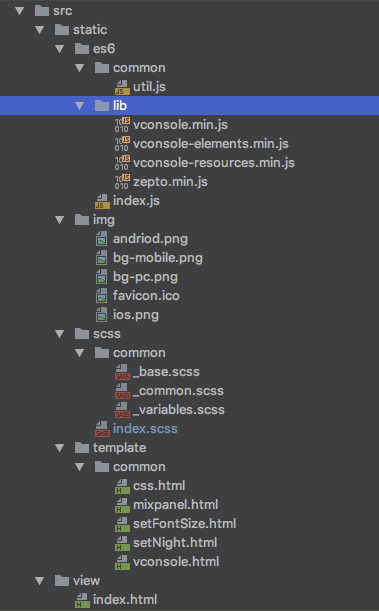 src
static
es6
common
util.js
lib
vconsole.min.js
vconsole-elements.min.js
vconsole-resources.min.js
zepto.min.js
index.js
img
andriod.png
bg-mobile.png
bg-pc.png
favicon.ico
ios.png
scss
common
_base.scss
_common.scss
_variables.scss
index.scss
template
common
css.html
mixpanel.html
setFontSize.html
setNight.html
vconsole.html
view
index.html